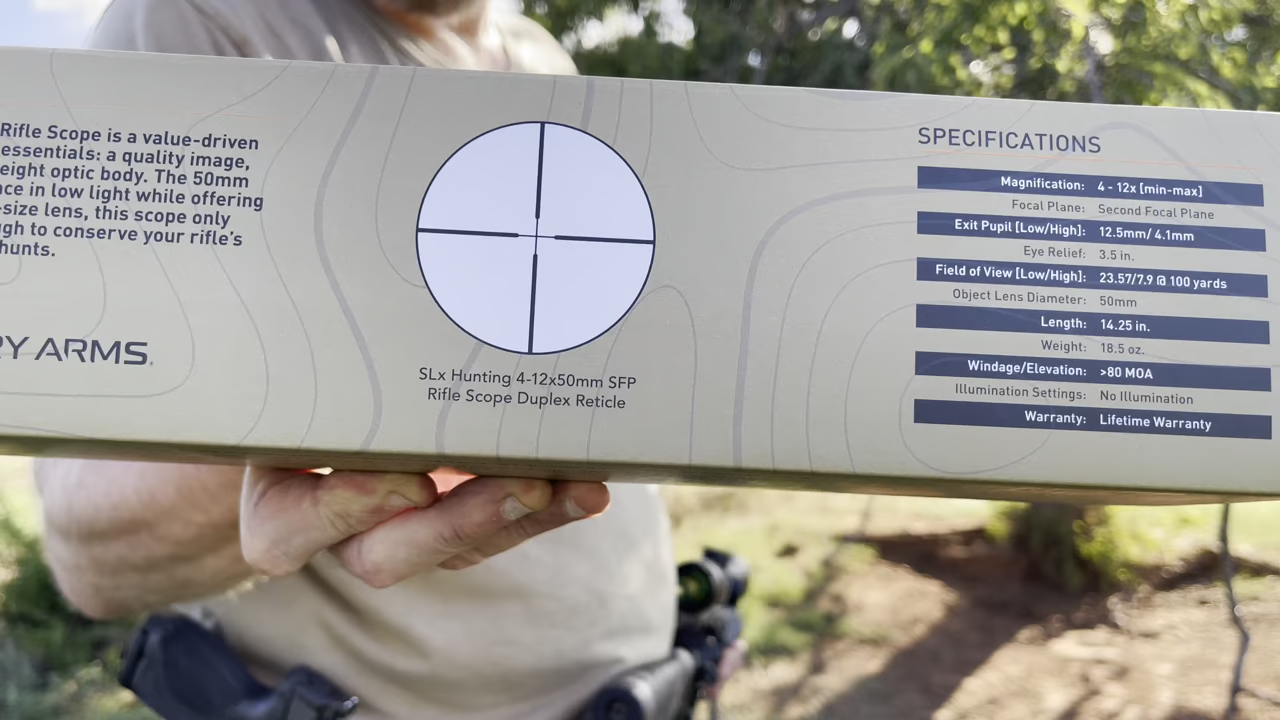 Rifle Scope is a value-driven
essentials: a quality image,
eight optic body. The 50mm
ce in low light while offering
-size lens, this scope only
gh to conserve your rifle's
hunts.
RY ARMS.
SLx Hunting 4-12x50mm SFP
Rifle Scope Duplex Reticle
SPECIFICATIONS
Magnification: 4 - 12x [min-max]
Focal Plane: Second Focal Plane
Exit Pupil [Low/High]: 12.5mm/ 4.1mm
Eye Relief: 3.5 in.
Field of View [Low/High]: 23.57/7.9 @ 100 yards
Object Lens Diameter: 50mm
Length: 14.25 in.
Weight: 18.5 oz.
Windage/Elevation: >80 MOA
Illumination Settings: No Illumination
Warranty: Lifetime Warranty